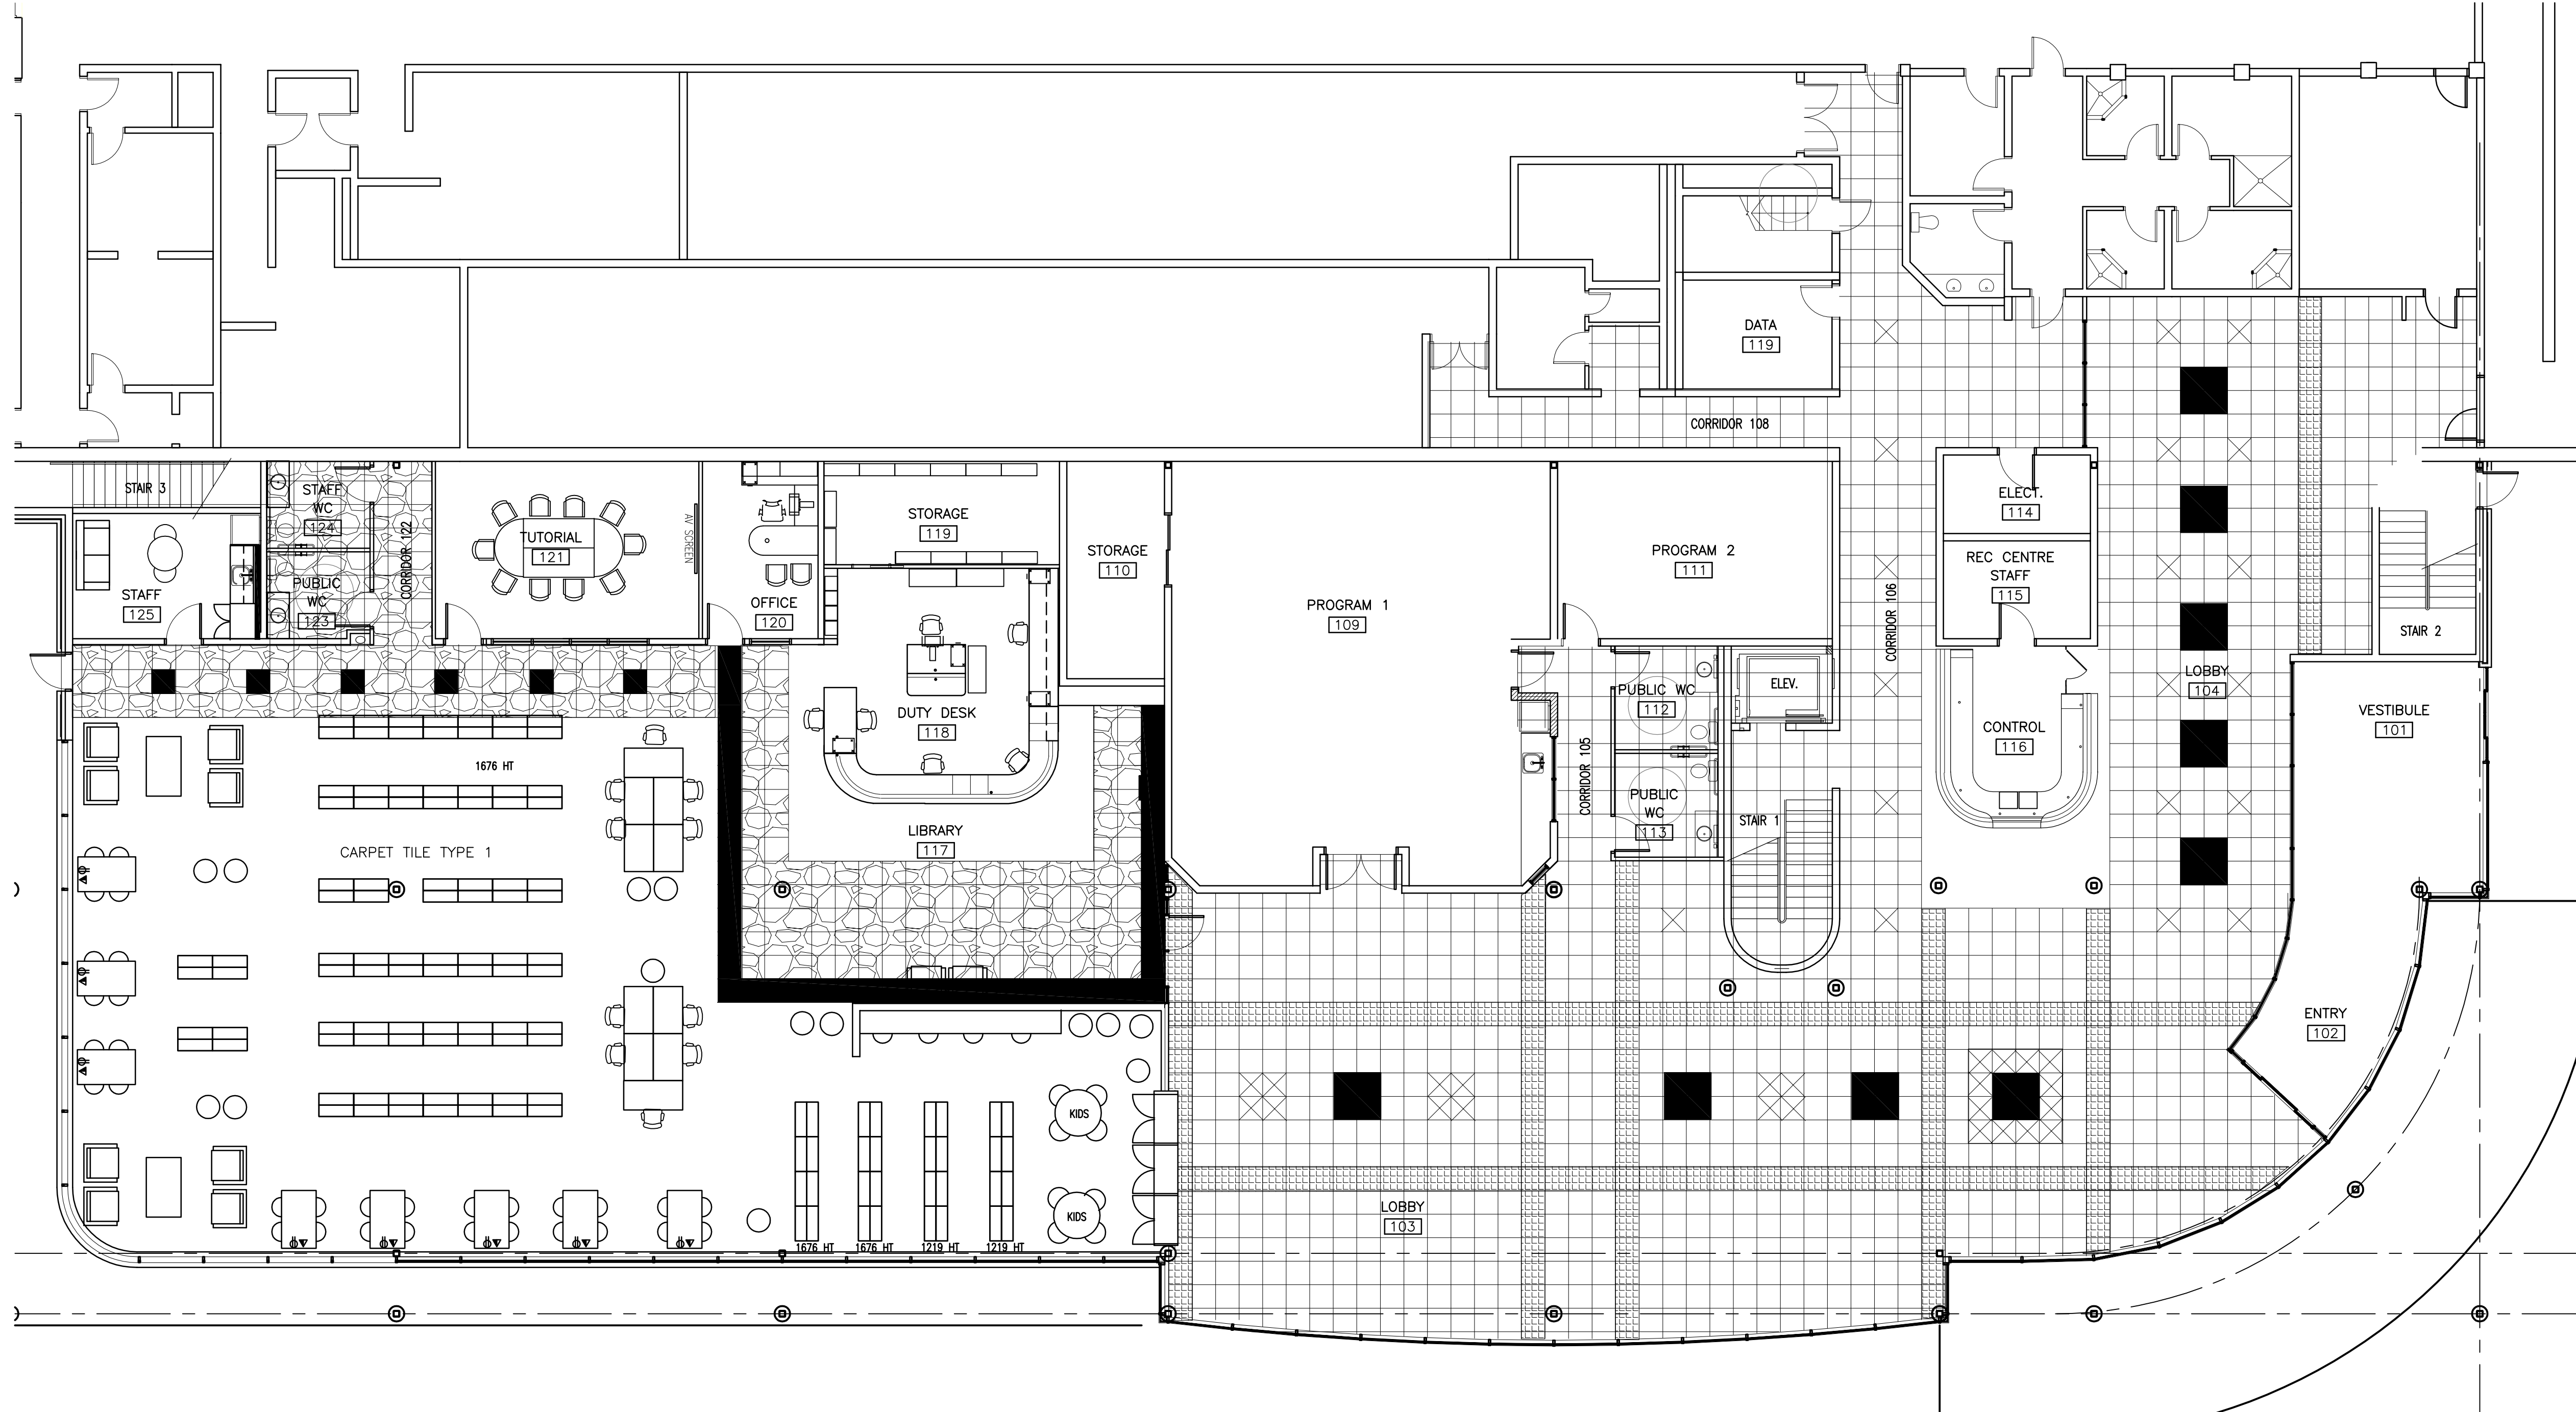 DATA
119
CORRIDOR 108
STAIR 3
STAFF
WC
124
CORRIDOR 122
TUTORIAL
121
AV SCREEN
STORAGE
119
STORAGE
110
PROGRAM 2
111
ELECT.
114
REC CENTRE
STAFF
115
STAFF
125
PUBLIC
WC
123
OFFICE
120
PROGRAM 1
109
CORRIDOR 106
STAIR 2
LOBBY
104
DUTY DESK
118
PUBLIC WC
112
ELEV.
VESTIBULE
101
CONTROL
116
1676 HT
CORRIDOR 105
PUBLIC
WC
113
STAIR 1
LIBRARY
117
CARPET TILE TYPE 1
ENTRY
102
KIDS
KIDS
LOBBY
103
1676 HT
1676 HT
1219 HT
1219 HT